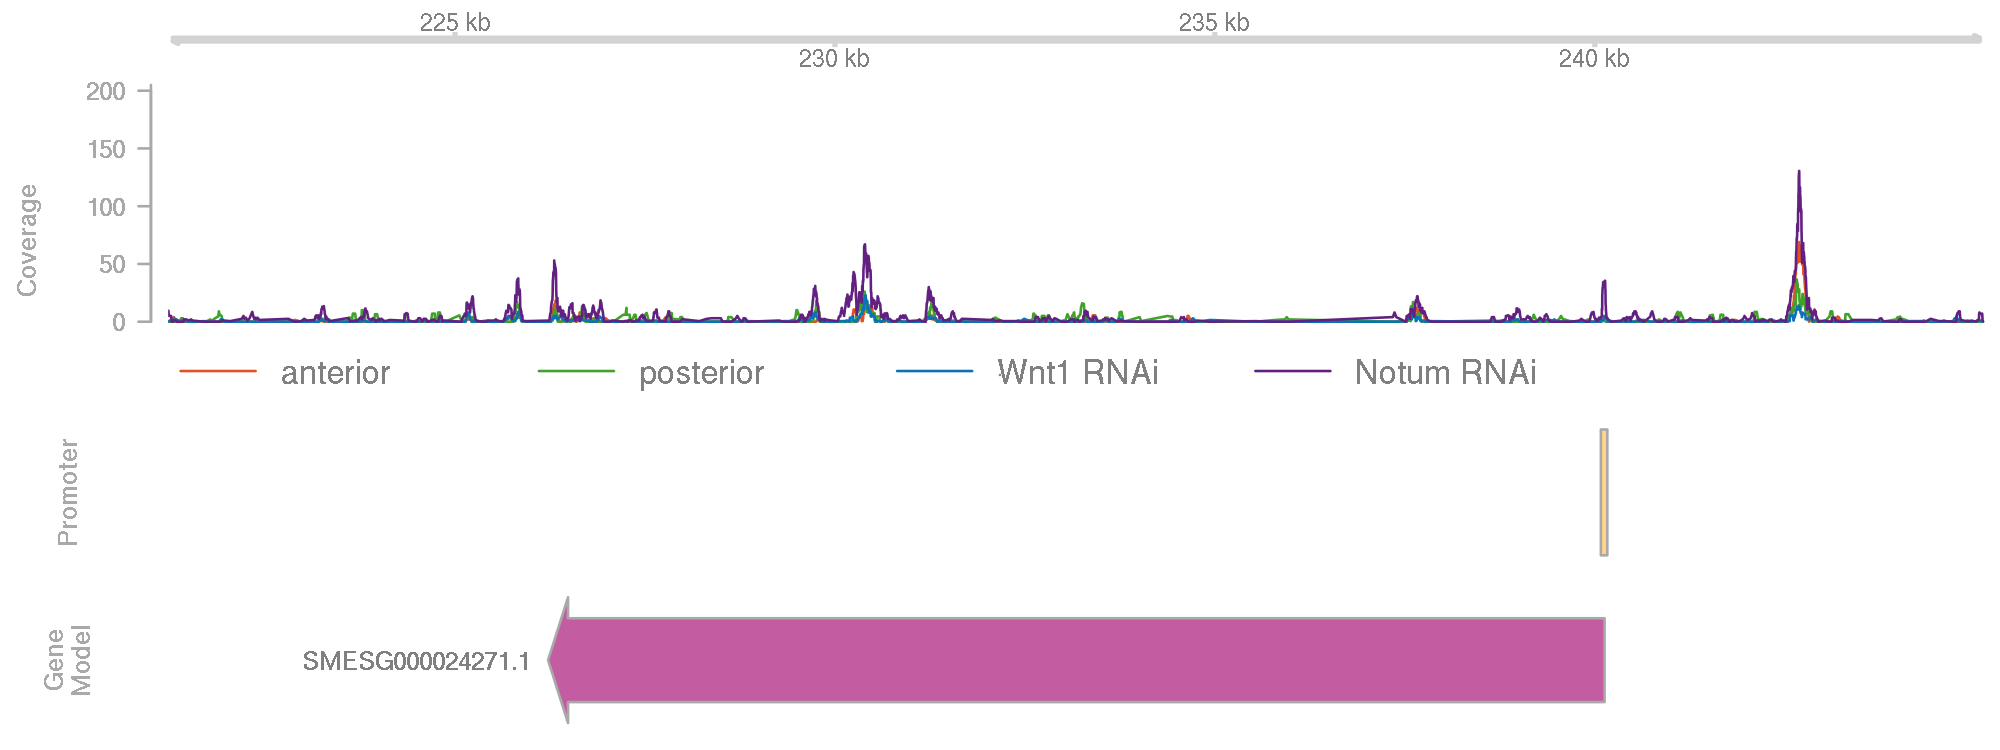 225 kb
235 kb
230 kb
240 kb
200
150
100
50
0
Coverage
anterior
posterior
Wnt1 RNAi
Notum RNAi
Promoter
Gene
Model
SMESG000024271.1